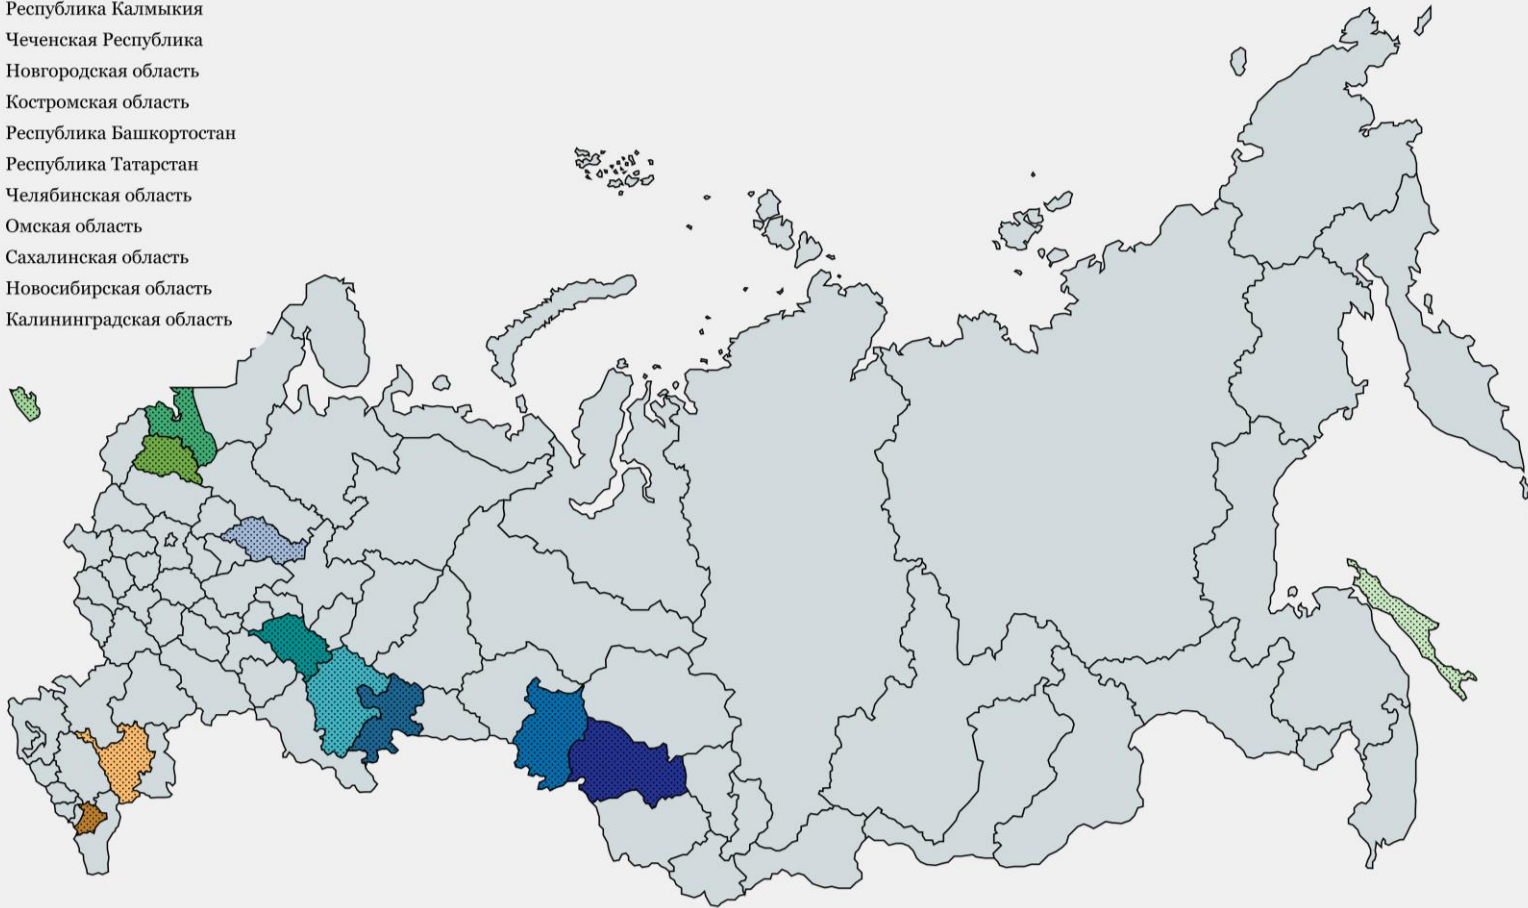 Республика Калмыкия
Чеченская Республика
Новгородская область
Костромская область
Республика Башкортостан
Республика Татарстан
Челябинская область
Омская область
Сахалинская область
Новосибирская область
Калининградская область